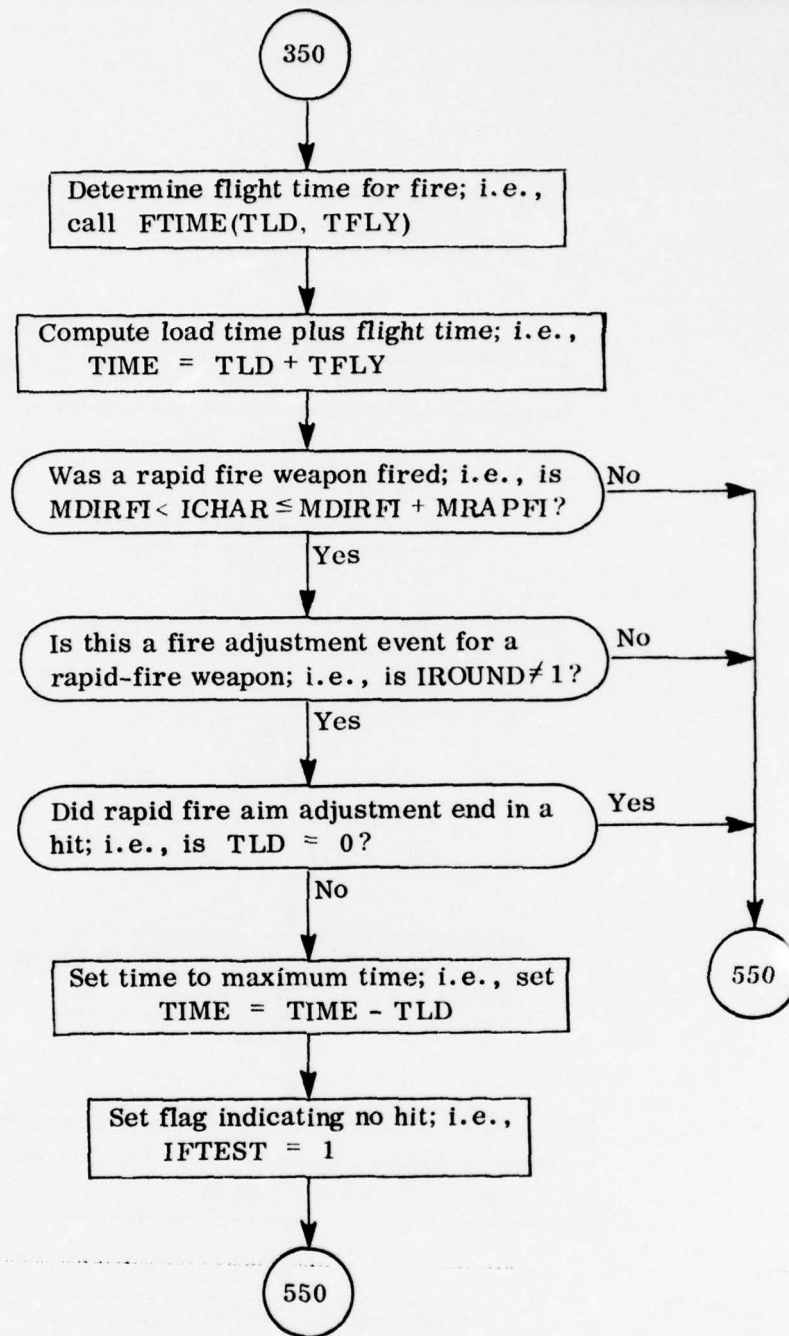 350
Determine flight time for fire; i.e.,
call FTIME(TLD, TFLY)
Compute load time plus flight time; i.e.,
TIME = TLD + TFLY
Was a rapid fire weapon fired; i.e., is
MDIRFI < ICHAR ≤ MDIRFI + MRAPFI?
No
Yes
Is this a fire adjustment event for a
rapid-fire weapon; i.e., is IROUND ≠ 1?
No
Yes
Did rapid fire aim adjustment end in a
hit; i.e., is TLD = 0?
Yes
No
Set time to maximum time; i.e., set
TIME = TIME - TLD
550
Set flag indicating no hit; i.e.,
IFTEST = 1
550